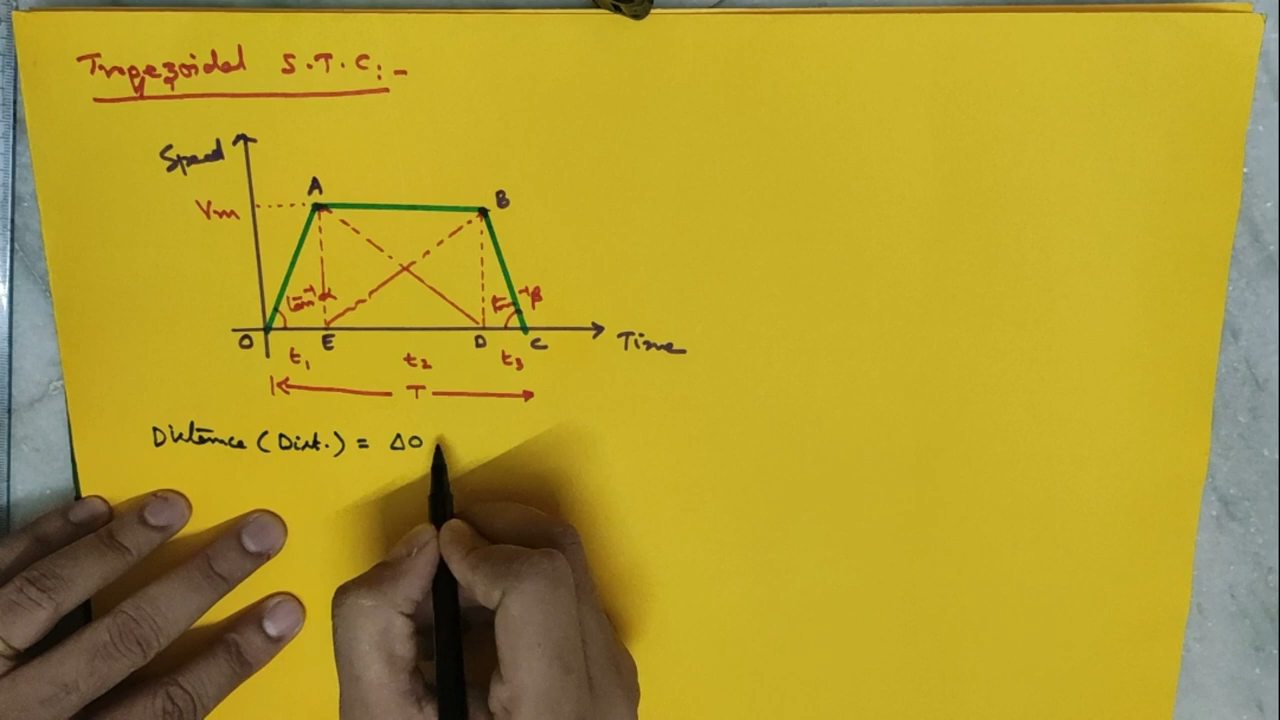 Trapezoidal S.T.C:-
Speed
A
B
Vm
tan⁻¹α
tan⁻¹β
O
E
D
C
Time
t₁
t₂
t₃
T
Distance (Dist.) = ΔO